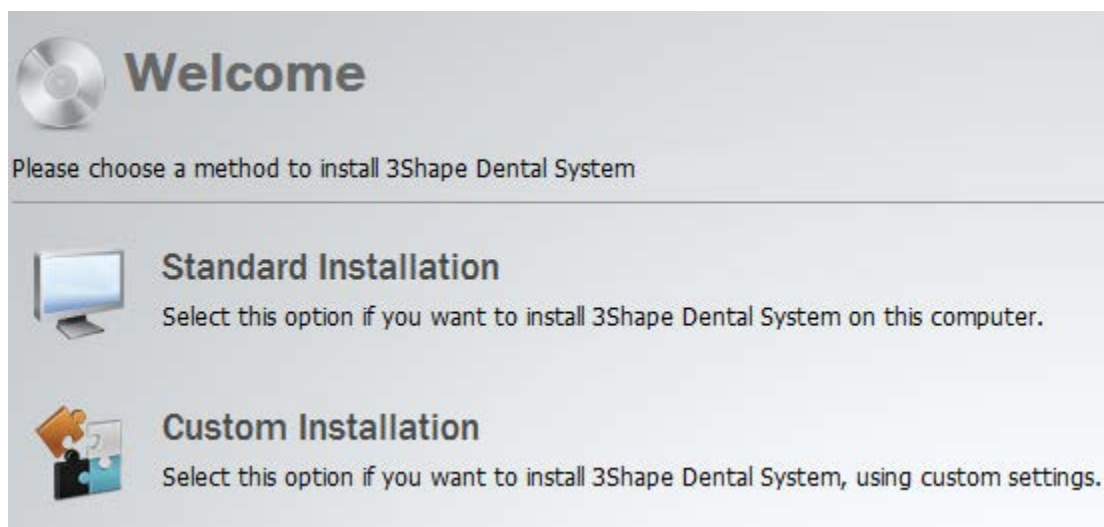 Welcome
Please choose a method to install 3Shape Dental System
Standard Installation
Select this option if you want to install 3Shape Dental System on this computer.
Custom Installation
Select this option if you want to install 3Shape Dental System, using custom settings.